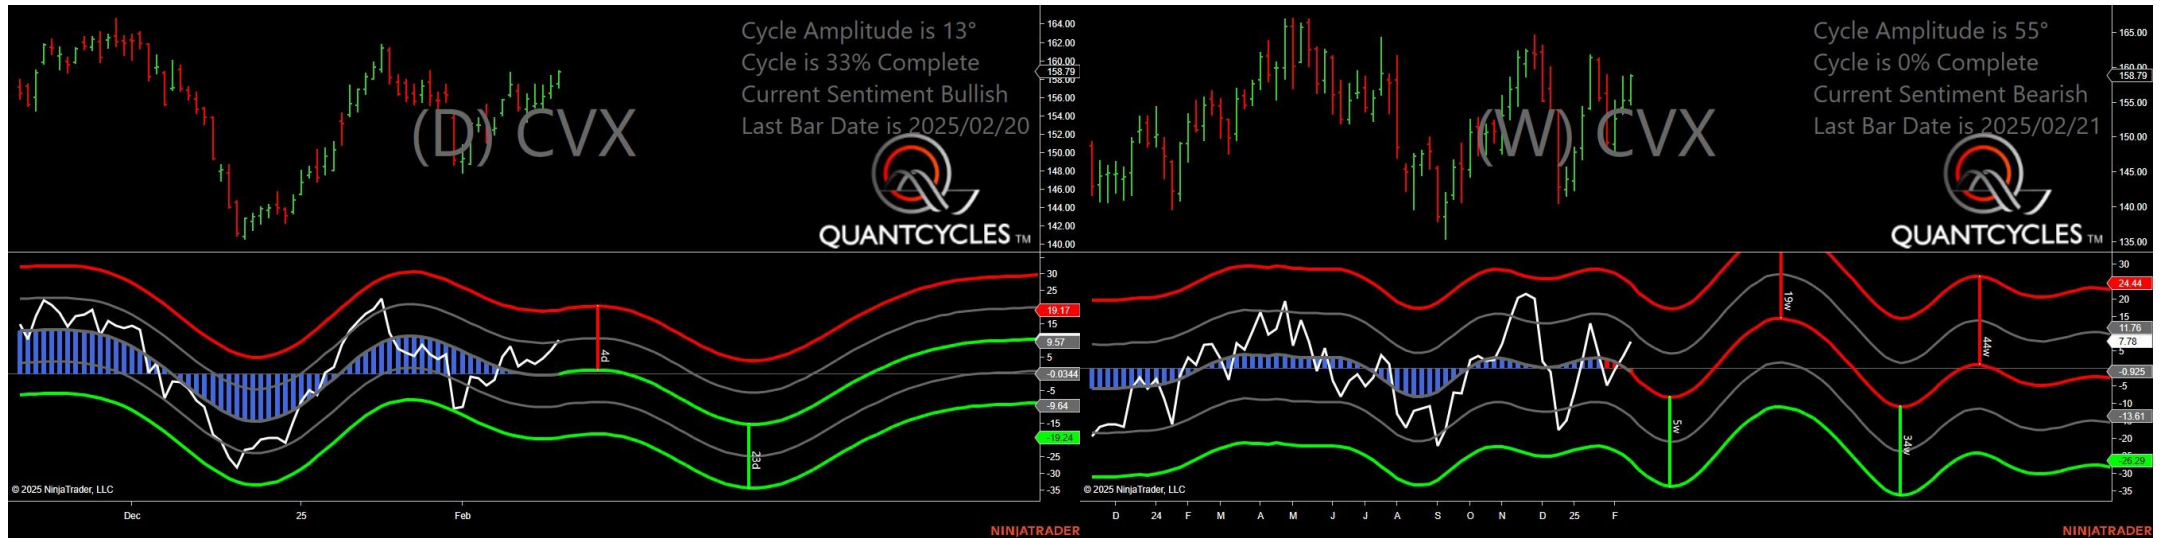 Cycle Amplitude is 13°
Cycle is 33% Complete
Current Sentiment Bullish
Last Bar Date is 2025/02/20
(D) CVX
QUANTCYCLES TM
164.00
162.00
160.00
158.79
158.00
156.00
154.00
152.00
150.00
148.00
146.00
144.00
142.00
140.00
30
25
19.17
15
9.57
5
-0.0344
-5
-9.64
-15
-19.24
-25
-30
-35
4d
23d
© 2025 NinjaTrader, LLC
Dec 25 Feb
NINJATRADER
Cycle Amplitude is 55°
Cycle is 0% Complete
Current Sentiment Bearish
Last Bar Date is 2025/02/21
(W) CVX
QUANTCYCLES TM
165.00
160.00
158.79
155.00
150.00
145.00
140.00
135.00
30
24.44
20
15
11.76
7.78
5
-0.925
-5
-10
-13.61
-20
-26.29
-30
-35
19w
44w
5w
34w
© 2025 NinjaTrader, LLC
D 24 F M A M J J A S O N D 25 F
NINJATRADER